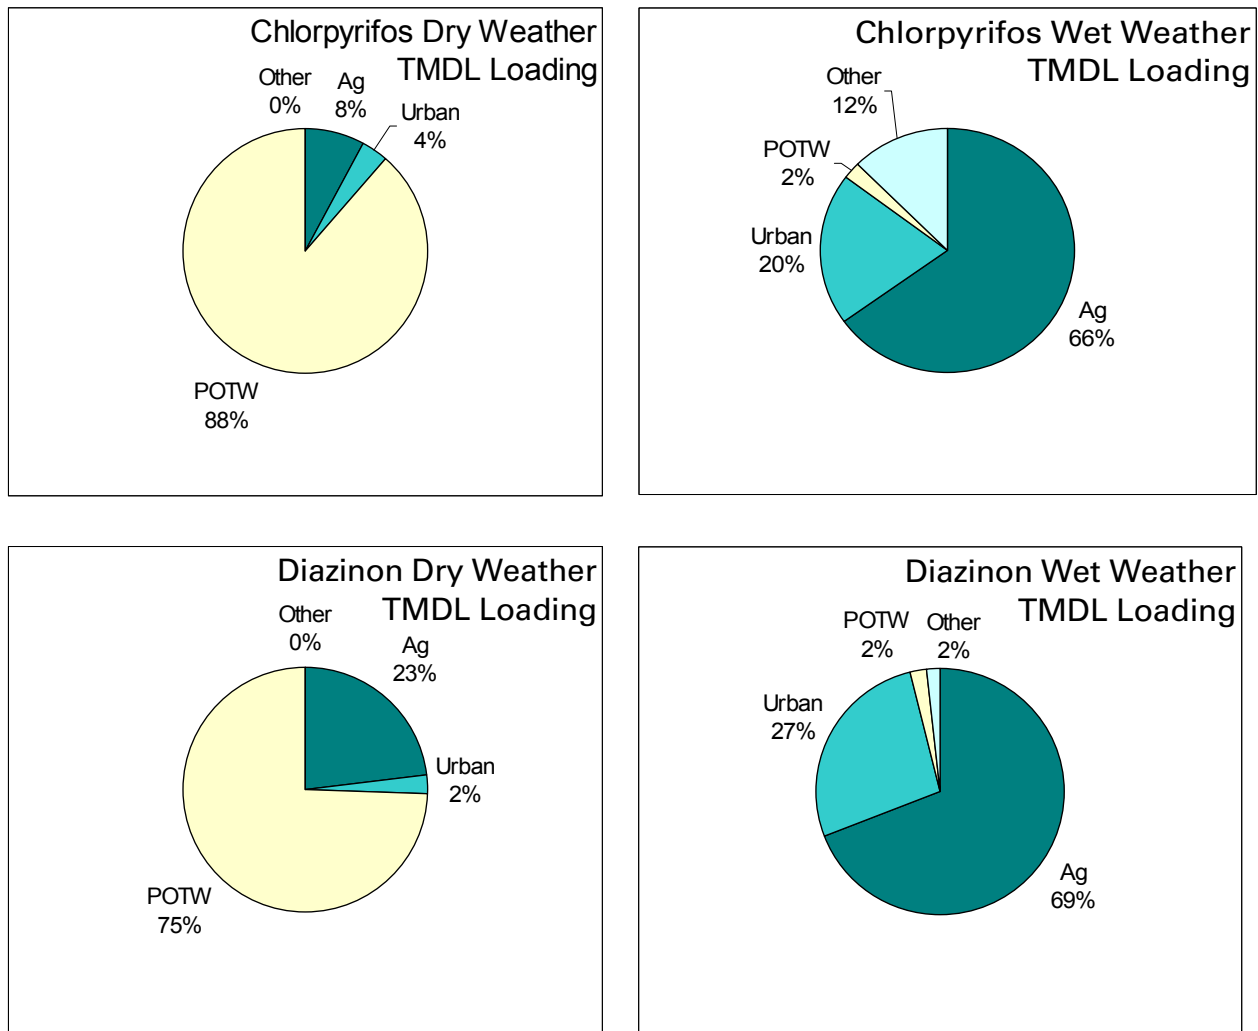 Chlorpyrifos Dry Weather
TMDL Loading
Other
0%
Ag
8%
Urban
4%
POTW
88%
Chlorpyrifos Wet Weather
TMDL Loading
Other
12%
POTW
2%
Urban
20%
Ag
66%
Diazinon Dry Weather
TMDL Loading
Other
0%
Ag
23%
Urban
2%
POTW
75%
Diazinon Wet Weather
TMDL Loading
POTW
2%
Other
2%
Urban
27%
Ag
69%